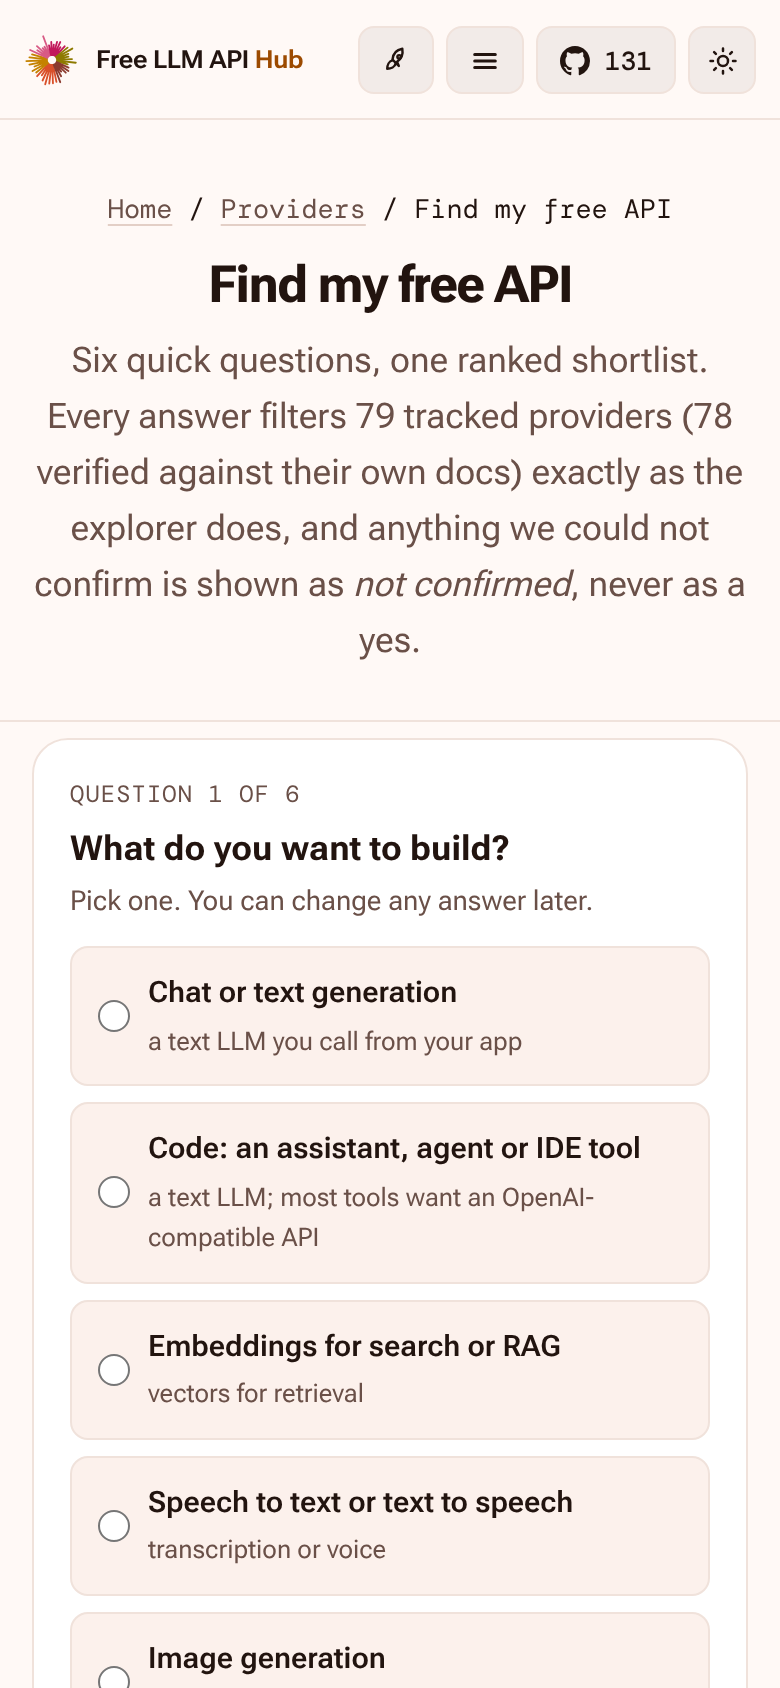 Free LLM API Hub
131
Home / Providers / Find my free API
Find my free API
Six quick questions, one ranked shortlist.
Every answer filters 79 tracked providers (78
verified against their own docs) exactly as the
explorer does, and anything we could not
confirm is shown as not confirmed, never as a
yes.
QUESTION 1 OF 6
What do you want to build?
Pick one. You can change any answer later.
Chat or text generation
a text LLM you call from your app
Code: an assistant, agent or IDE tool
a text LLM; most tools want an OpenAI-
compatible API
Embeddings for search or RAG
vectors for retrieval
Speech to text or text to speech
transcription or voice
Image generation